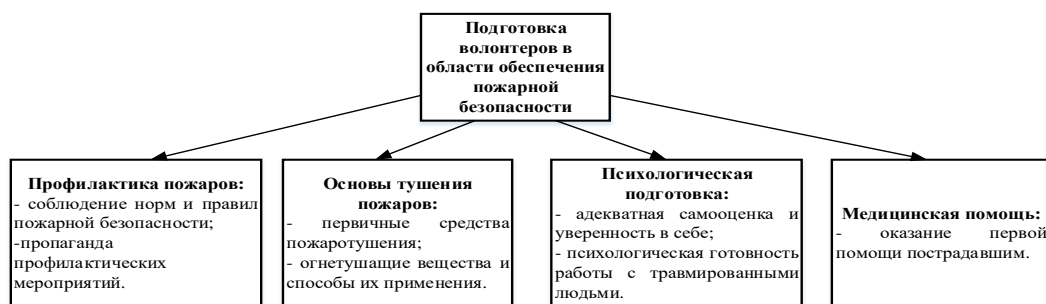 Подготовка
волонтеров в
области обеспечения
пожарной
безопасности
Профилактика пожаров:
- соблюдение норм и правил
пожарной безопасности;
-пропаганда
профилактических
мероприятий.
Основы тушения
пожаров:
- первичные средства
пожаротушения;
- огнетушащие вещества и
способы их применения.
Психологическая
подготовка:
- адекватная самооценка и
уверенность в себе;
- психологическая готовность
работы с травмированными
людьми.
Медицинская помощь:
- оказание первой
помощи пострадавшим.